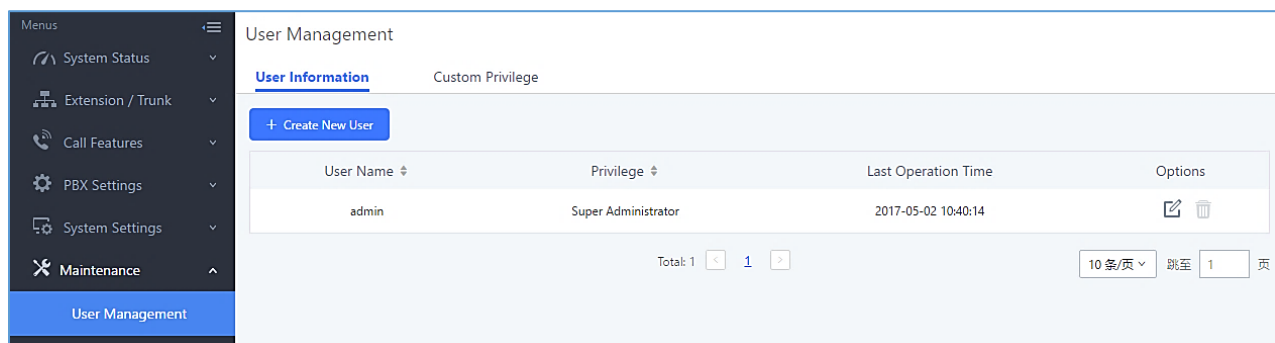 Menus
System Status
Extension / Trunk
Call Features
PBX Settings
System Settings
Maintenance
User Management
User Management
User Information Custom Privilege
+ Create New User
User Name Privilege Last Operation Time Options
admin Super Administrator 2017-05-02 10:40:14
Total: 1 < 1 > 10 条/页 跳至 1 页